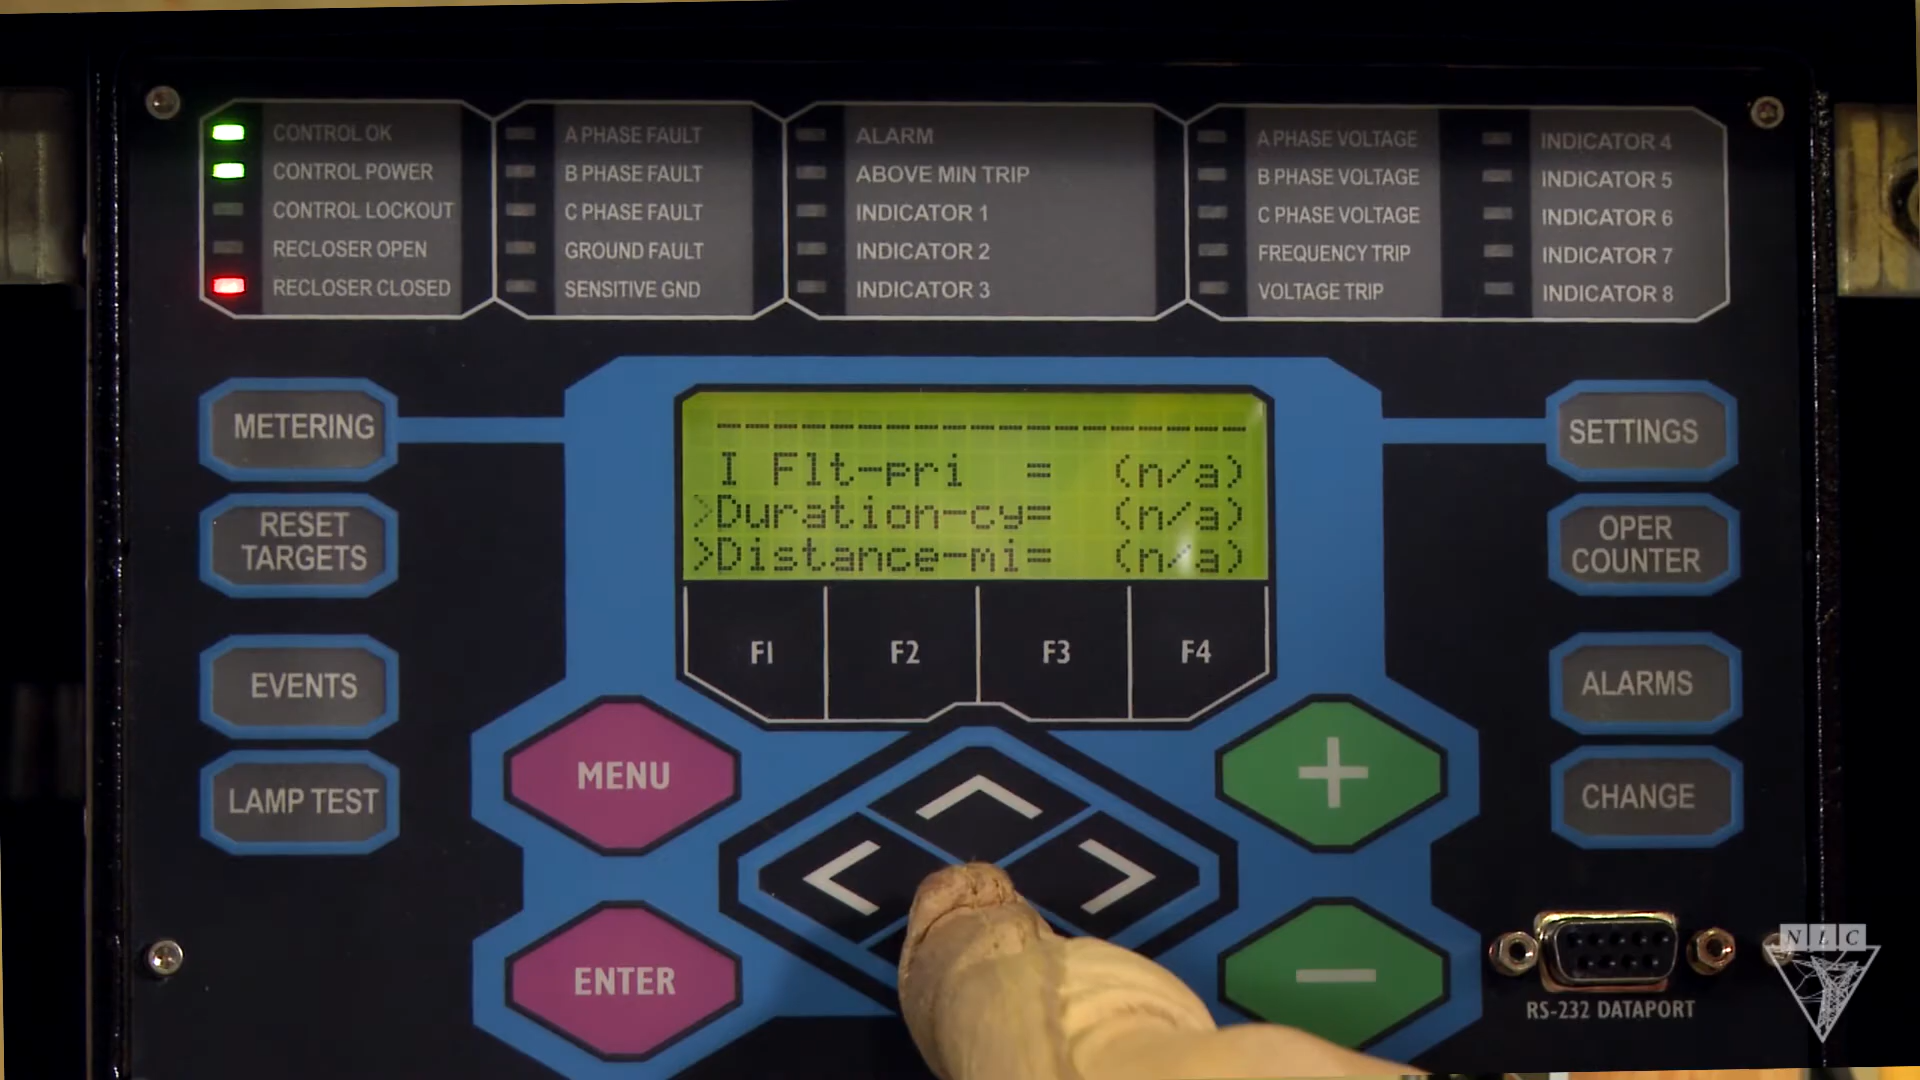 CONTROL OK
CONTROL POWER
CONTROL LOCKOUT
RECLOSER OPEN
RECLOSER CLOSED
A PHASE FAULT
B PHASE FAULT
C PHASE FAULT
GROUND FAULT
SENSITIVE GND
ALARM
ABOVE MIN TRIP
INDICATOR 1
INDICATOR 2
INDICATOR 3
A PHASE VOLTAGE
B PHASE VOLTAGE
C PHASE VOLTAGE
FREQUENCY TRIP
VOLTAGE TRIP
INDICATOR 4
INDICATOR 5
INDICATOR 6
INDICATOR 7
INDICATOR 8
METERING
RESET
TARGETS
EVENTS
LAMP TEST
-------------------
I Flt-pri = (n/a)
>Duration-cy= (n/a)
>Distance-mi= (n/a)
F1 F2 F3 F4
MENU
ENTER
+
−
SETTINGS
OPER
COUNTER
ALARMS
CHANGE
RS-232 DATAPORT
NLC